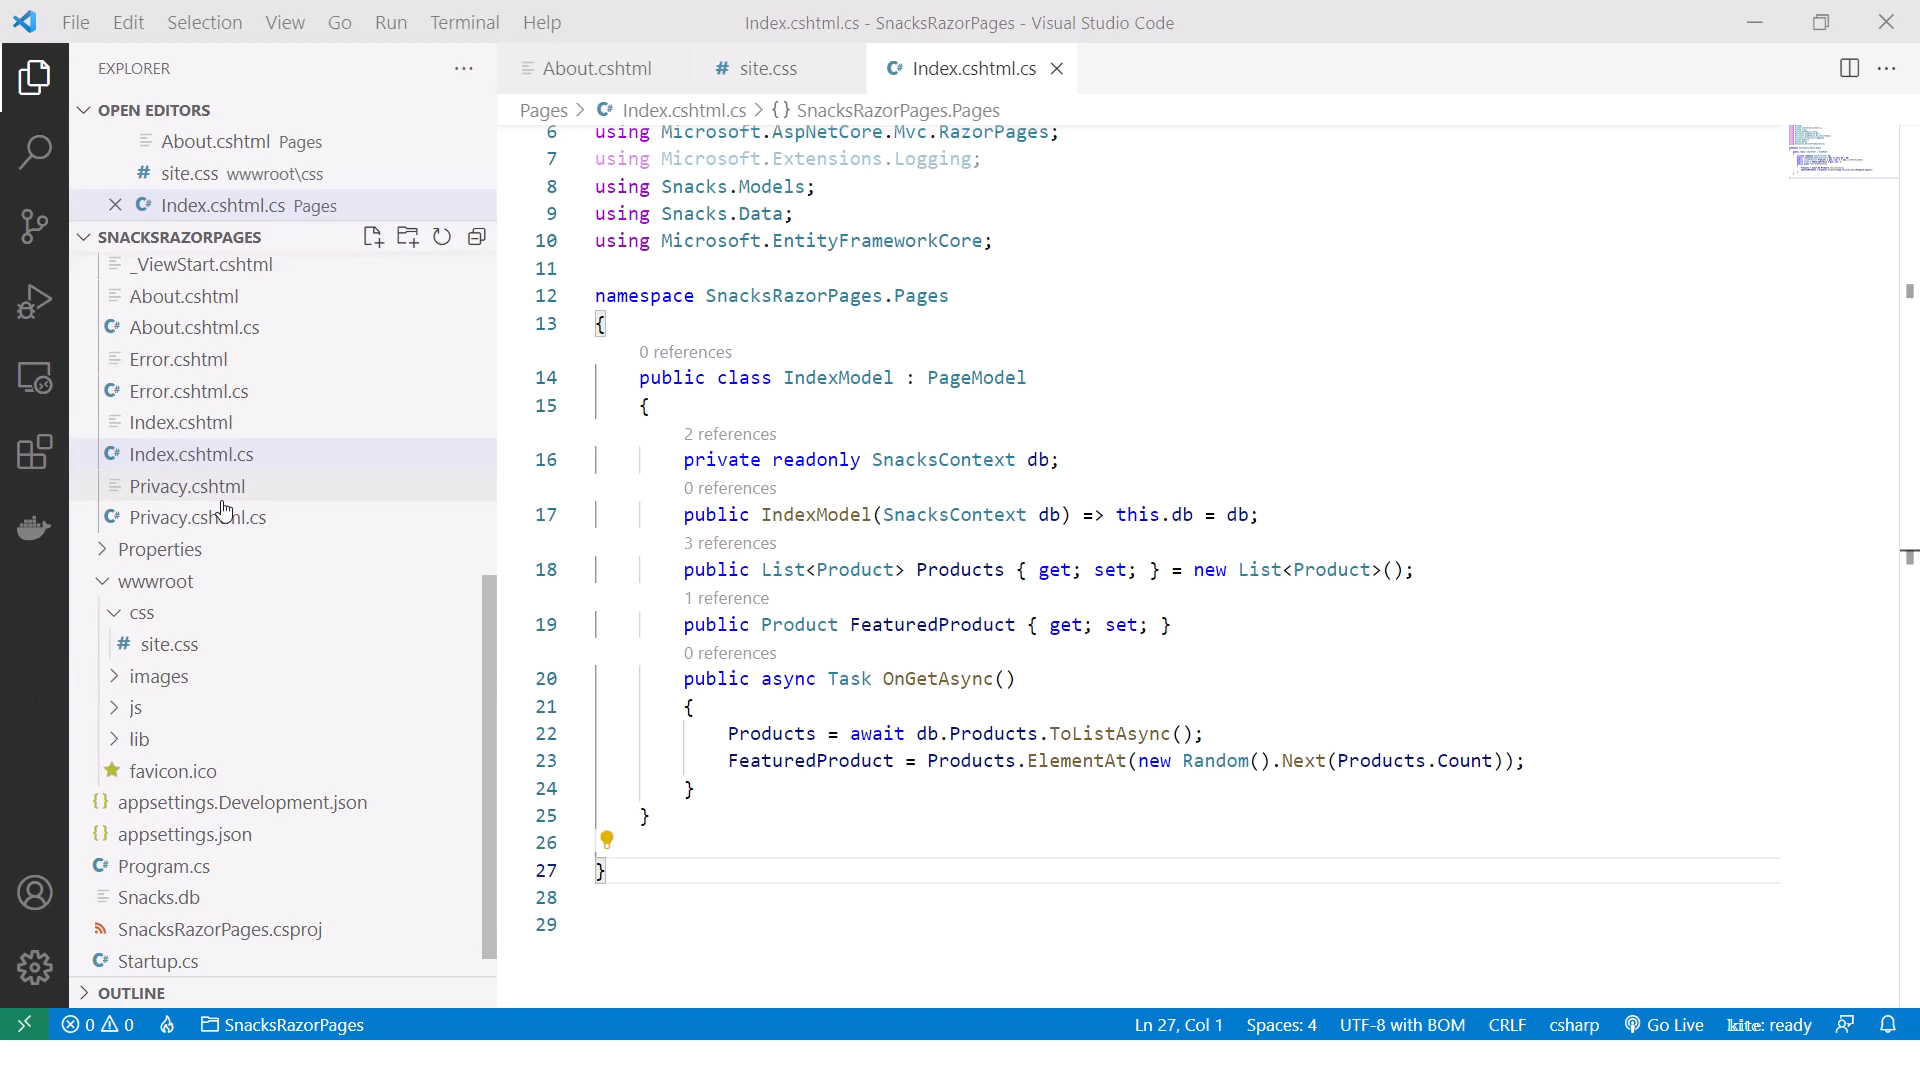 File Edit Selection View Go Run Terminal Help
Index.cshtml.cs - SnacksRazorPages - Visual Studio Code
EXPLORER
OPEN EDITORS
About.cshtml Pages
# site.css wwwroot\css
C# Index.cshtml.cs Pages
SNACKSRAZORPAGES
_ViewStart.cshtml
About.cshtml
C# About.cshtml.cs
Error.cshtml
C# Error.cshtml.cs
Index.cshtml
C# Index.cshtml.cs
Privacy.cshtml
C# Privacy.cshtml.cs
Properties
wwwroot
css
# site.css
images
js
lib
favicon.ico
{} appsettings.Development.json
{} appsettings.json
C# Program.cs
Snacks.db
SnacksRazorPages.csproj
C# Startup.cs
OUTLINE
About.cshtml # site.css C# Index.cshtml.cs
Pages > C# Index.cshtml.cs > {} SnacksRazorPages.Pages
6 using Microsoft.AspNetCore.Mvc.RazorPages;
7 using Microsoft.Extensions.Logging;
8 using Snacks.Models;
9 using Snacks.Data;
10 using Microsoft.EntityFrameworkCore;
11
12 namespace SnacksRazorPages.Pages
13 {
0 references
14 public class IndexModel : PageModel
15 {
2 references
16 private readonly SnacksContext db;
0 references
17 public IndexModel(SnacksContext db) => this.db = db;
3 references
18 public List<Product> Products { get; set; } = new List<Product>();
1 reference
19 public Product FeaturedProduct { get; set; }
0 references
20 public async Task OnGetAsync()
21 {
22 Products = await db.Products.ToListAsync();
23 FeaturedProduct = Products.ElementAt(new Random().Next(Products.Count));
24 }
25 }
26
27 }
28
29
0 0 SnacksRazorPages
Ln 27, Col 1 Spaces: 4 UTF-8 with BOM CRLF csharp Go Live kite: ready